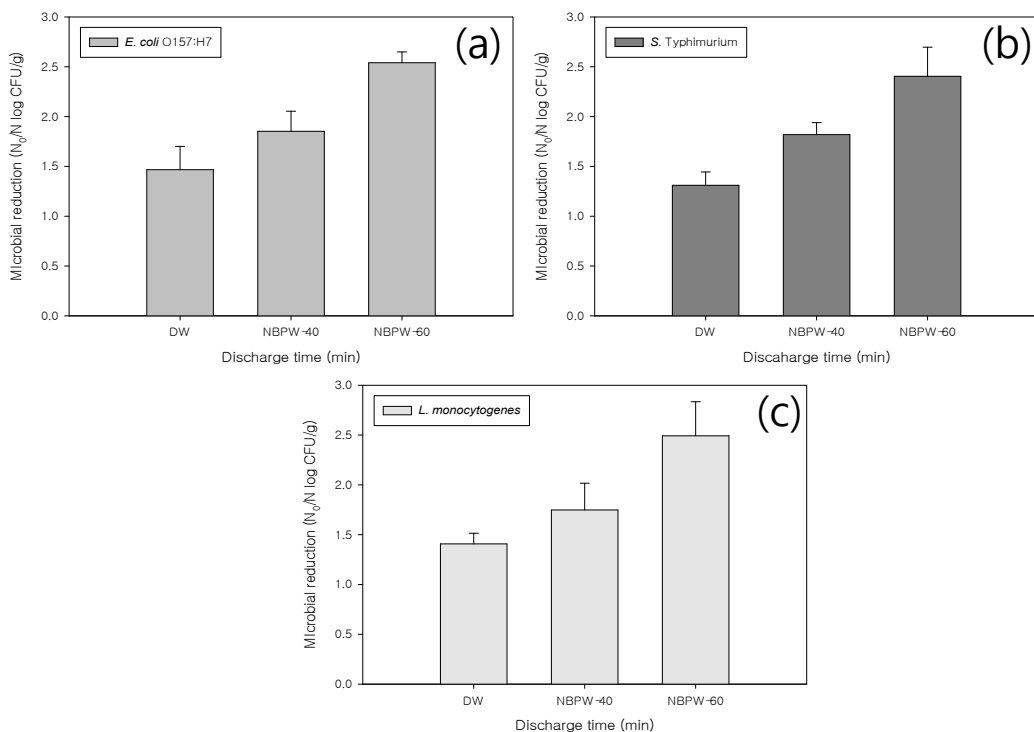 (a)
E. coli O157:H7
MIcrobial reduction (N₀/N log CFU/g)
3.0
2.5
2.0
1.5
1.0
0.5
0.0
DW NBPW-40 NBPW-60
Discharge time (min)
(b)
S. Typhimurium
MIcrobial reduction (N₀/N log CFU/g)
3.0
2.5
2.0
1.5
1.0
0.5
0.0
DW NBPW-40 NBPW-60
Discaharge time (min)
(c)
L. monocytogenes
MIcrobial reduction (N₀/N log CFU/g)
3.0
2.5
2.0
1.5
1.0
0.5
0.0
DW NBPW-40 NBPW-60
Discharge time (min)